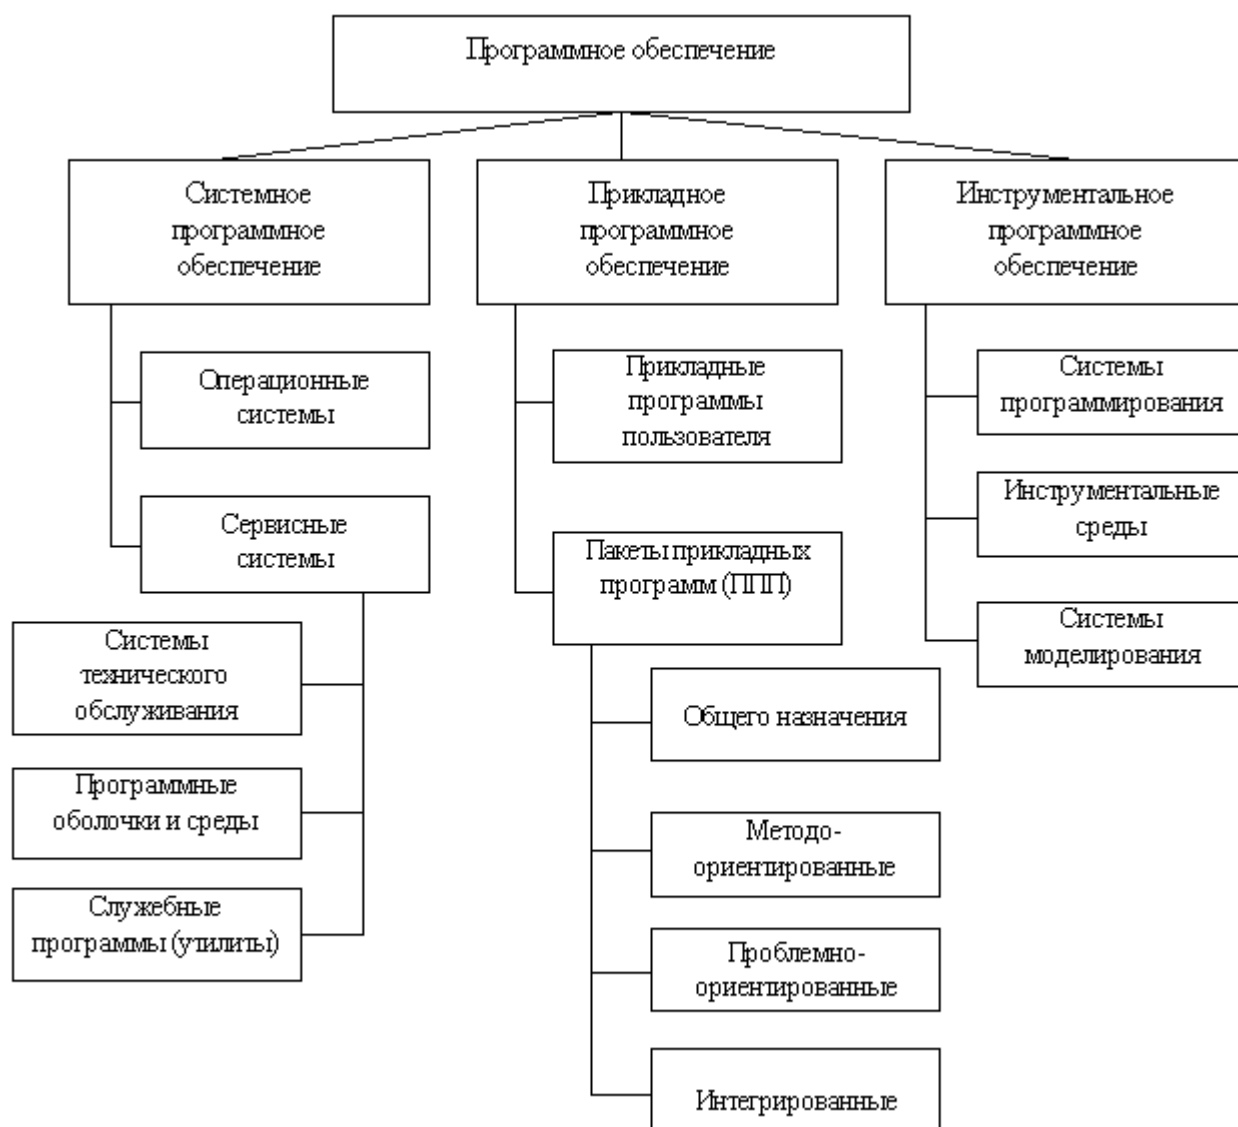 Программное обеспечение
Системное
программное
обеспечение
Прикладное
программное
обеспечение
Инструментальное
программное
обеспечение
Операционные
системы
Сервисные
системы
Системы
технического
обслуживания
Программные
оболочки и среды
Служебные
программы (утилиты)
Прикладные
программы
пользователя
Пакеты прикладных
программ (ППП)
Общего назначения
Методо-
ориентированные
Проблемно-
ориентированные
Интегрированные
Системы
программирования
Инструментальные
среды
Системы
моделирования